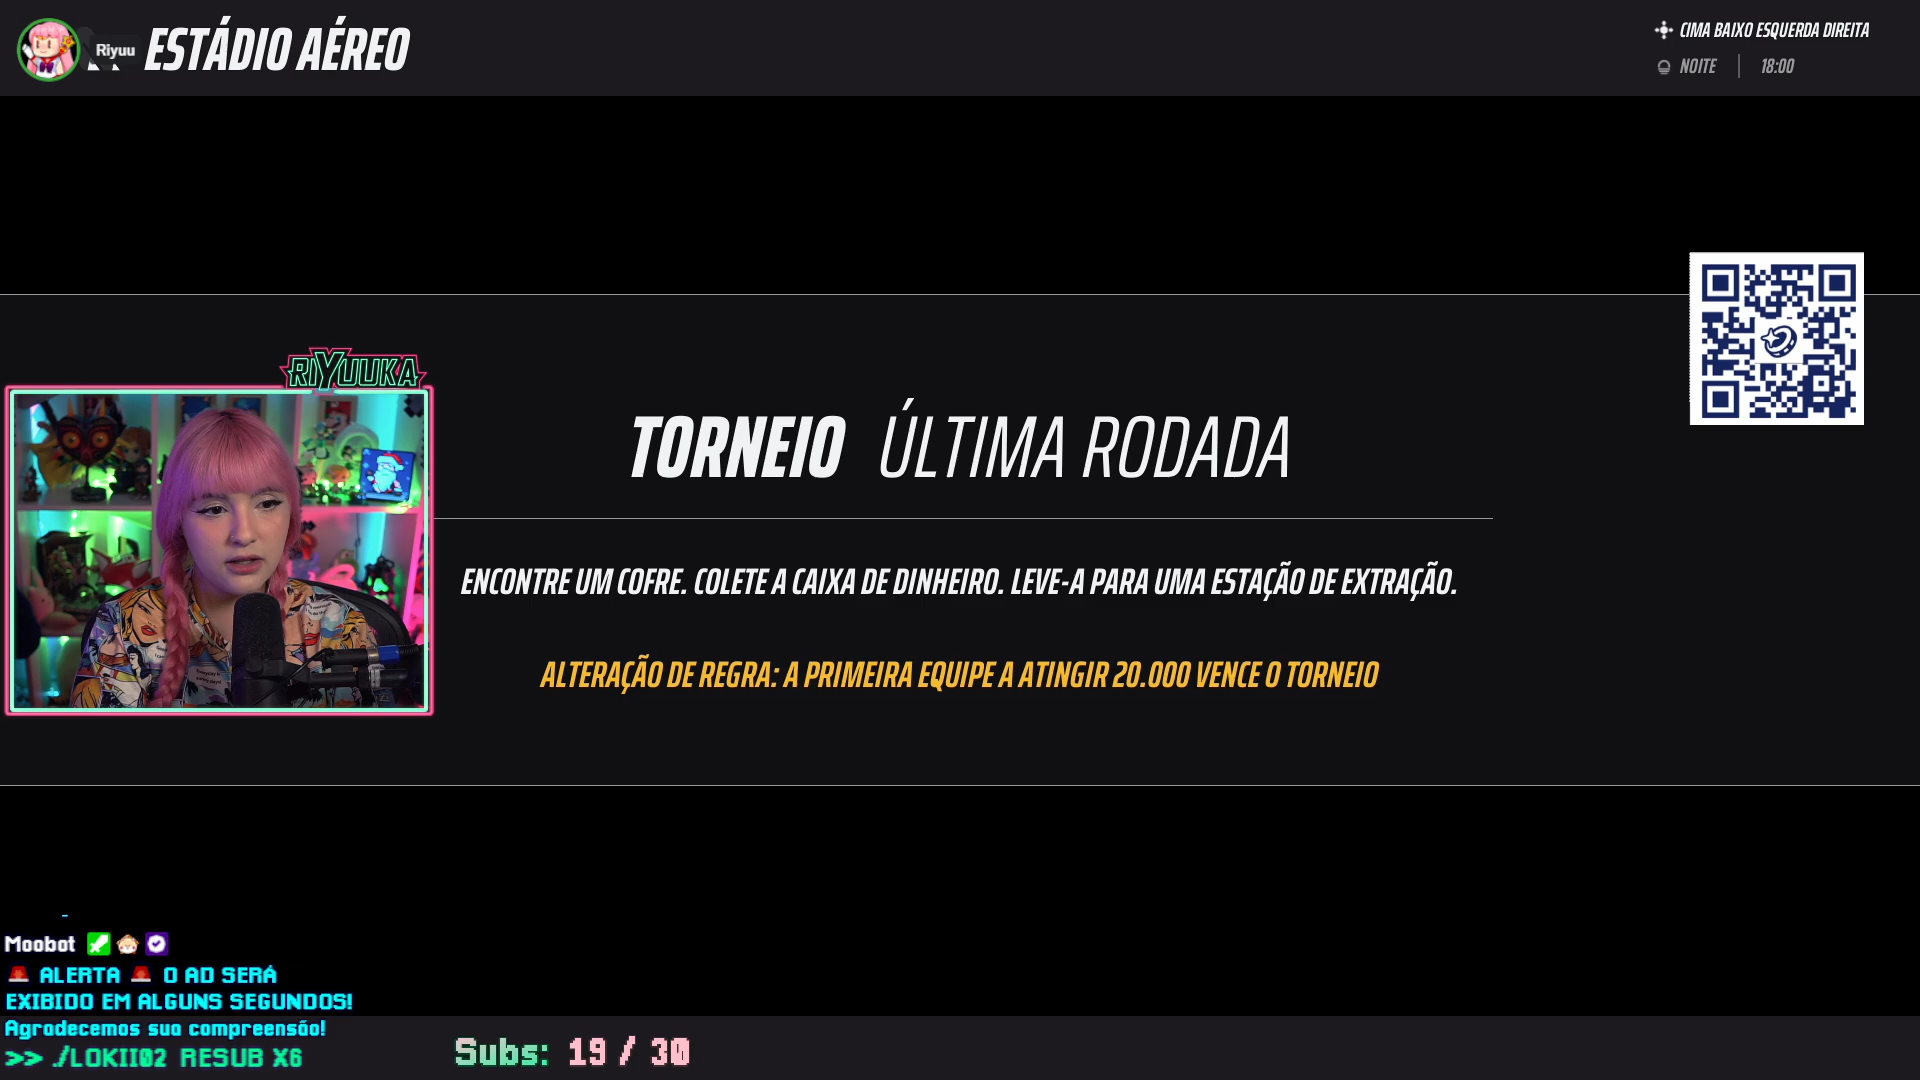 Riyuu
ESTÁDIO AÉREO
CIMA BAIXO ESQUERDA DIREITA
NOITE
18:00
RIYUUKA
TORNEIO ÚLTIMA RODADA
ENCONTRE UM COFRE. COLETE A CAIXA DE DINHEIRO. LEVE-A PARA UMA ESTAÇÃO DE EXTRAÇÃO.
ALTERAÇÃO DE REGRA: A PRIMEIRA EQUIPE A ATINGIR 20.000 VENCE O TORNEIO
Moobot
ALERTA O AD SERÁ
EXIBIDO EM ALGUNS SEGUNDOS!
Agradecemos sua compreensão!
>> ./LOKII02 RESUB X6
Subs: 19 / 30